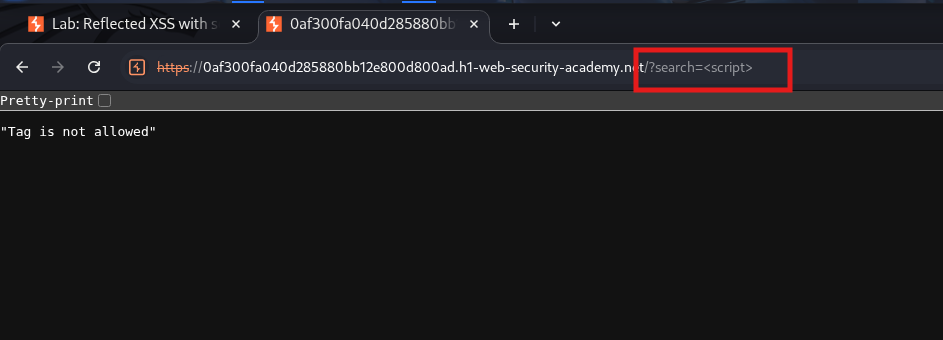 Lab: Reflected XSS with s
0af300fa040d285880bb
https://0af300fa040d285880bb12e800d800ad.h1-web-security-academy.net/?search=<script>
Pretty-print
"Tag is not allowed"